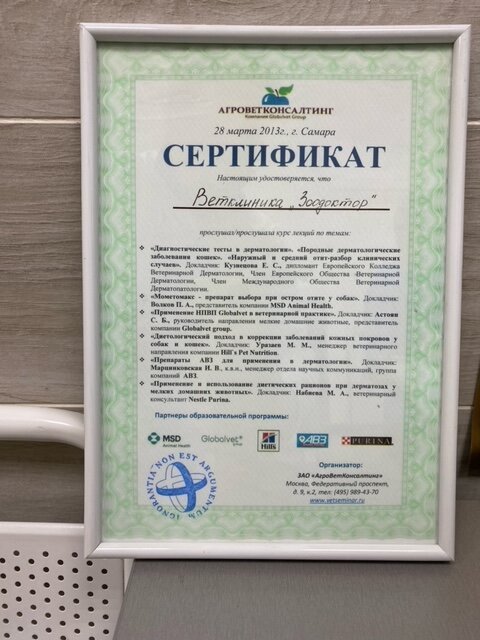 АГРОВЕТКОНСАЛТИНГ
Компания Globalvet Group
28 марта 2013г., г. Самара
СЕРТИФИКАТ
Настоящим удостоверяется, что
Ветклиника „Зоодоктор"
прослушал/прослушала курс лекций по темам:
«Диагностические тесты в дерматологии». «Породные дерматологические
заболевания кошек». «Наружный и средний отит-разбор клинических
случаев». Докладчик: Кузнецова Е. С., дипломант Европейского Колледжа
Ветеринарной Дерматологии, Член Европейского Общества Ветеринарной
Дерматологии, Член Международного Общества Ветеринарной
Дерматопатологии.
«Мометомакс - препарат выбора при остром отите у собак». Докладчик:
Волков П. А., представитель компании MSD Animal Health.
«Применение НПВП Globalvet в ветеринарной практике». Докладчик: Астоян
С. Б., руководитель направления мелкие домашние животные, представитель
компании Globalvet group.
«Диетологический подход в коррекции заболеваний кожных покровов у
собак и кошек». Докладчик: Уразаев М. М., менеджер ветеринарного
направления компании Hill's Pet Nutrition.
«Препараты АВЗ для применения в дерматологии». Докладчик:
Марцинковская И. В., к.в.н., менеджер отдела научных коммуникаций, группа
компаний АВЗ.
«Применение и использование диетических рационов при дерматозах у
мелких домашних животных». Докладчик: Набиева М. А., ветеринарный
консультант Nestle Purina.
Партнеры образовательной программы:
MSD
Animal Health
Globalvet
group
Hill's
АВЗ
PURINA
IGNORANTIA NON EST ARGUMENTUM
Организатор:
ЗАО «АгроВетКонсалтинг»
Москва, Федеративный проспект,
д. 9, к.2, тел: (495) 989-43-70
www.vetseminar.ru